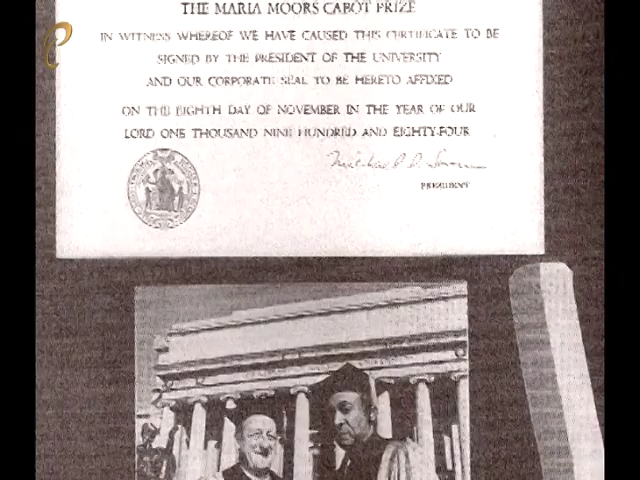 THE MARIA MOORS CABOT PRIZE
IN WITNESS WHEREOF WE HAVE CAUSED THIS CERTIFICATE TO BE
SIGNED BY THE PRESIDENT OF THE UNIVERSITY
AND OUR CORPORATE SEAL TO BE HERETO AFFIXED
ON THE EIGHTH DAY OF NOVEMBER IN THE YEAR OF OUR
LORD ONE THOUSAND NINE HUNDRED AND EIGHTY-FOUR
Michael I. Sovern
PRESIDENT